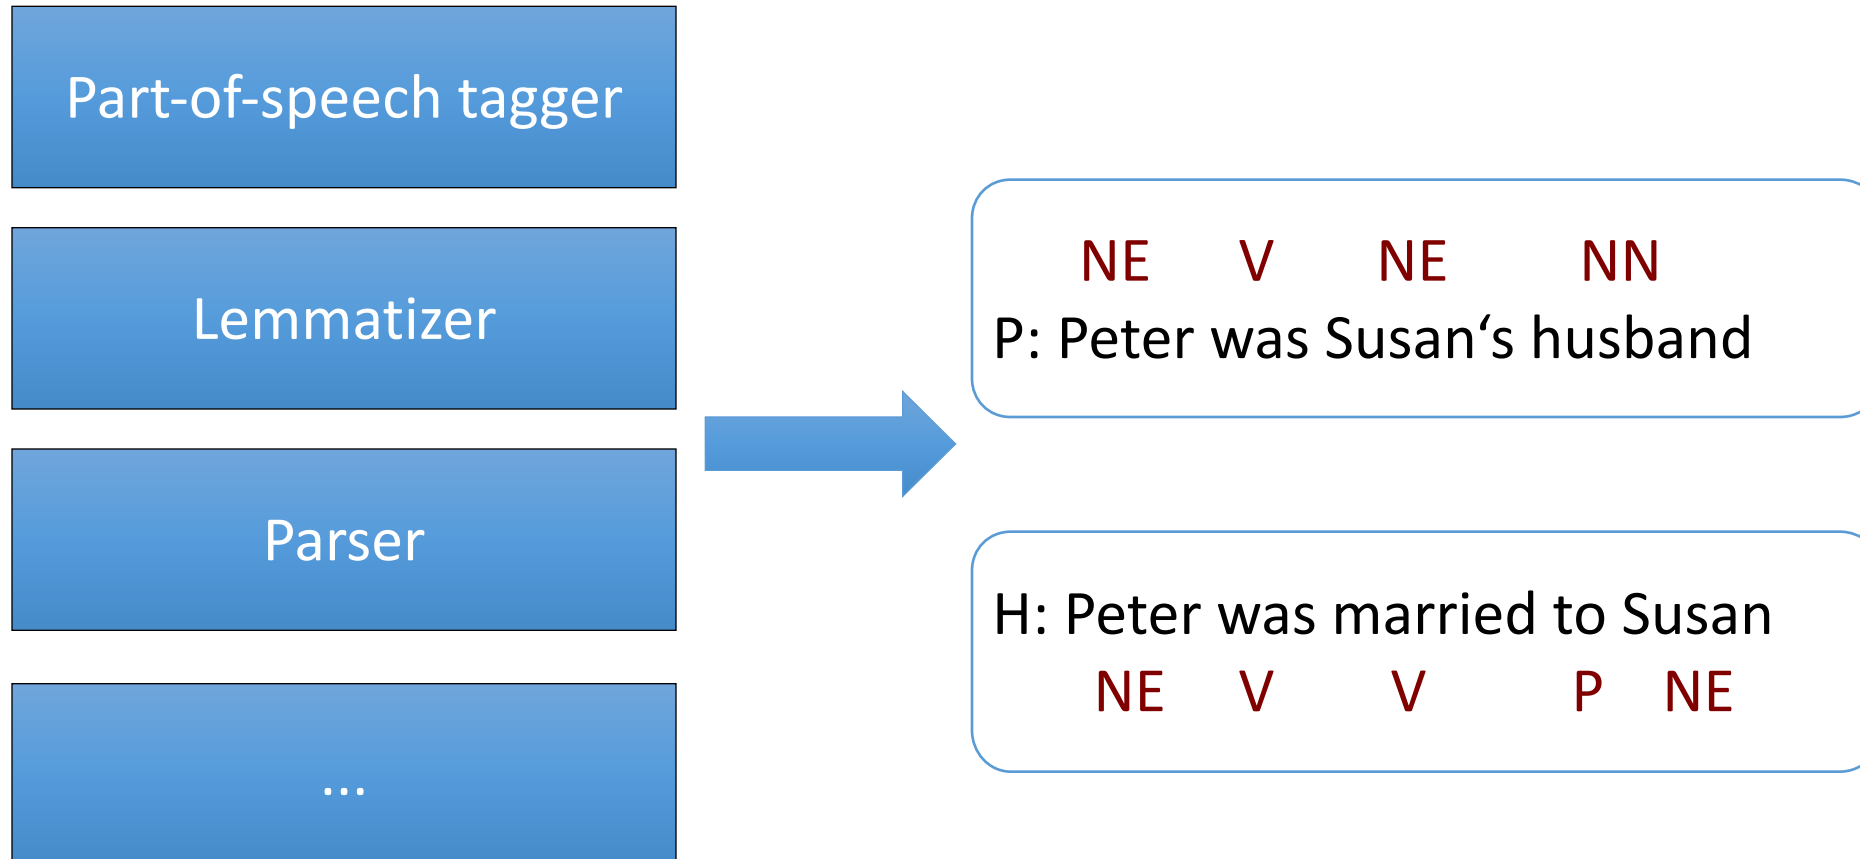 Part-of-speech tagger
Lemmatizer
Parser
...
NE V NE NN
P: Peter was Susan‘s husband
H: Peter was married to Susan
NE V V P NE